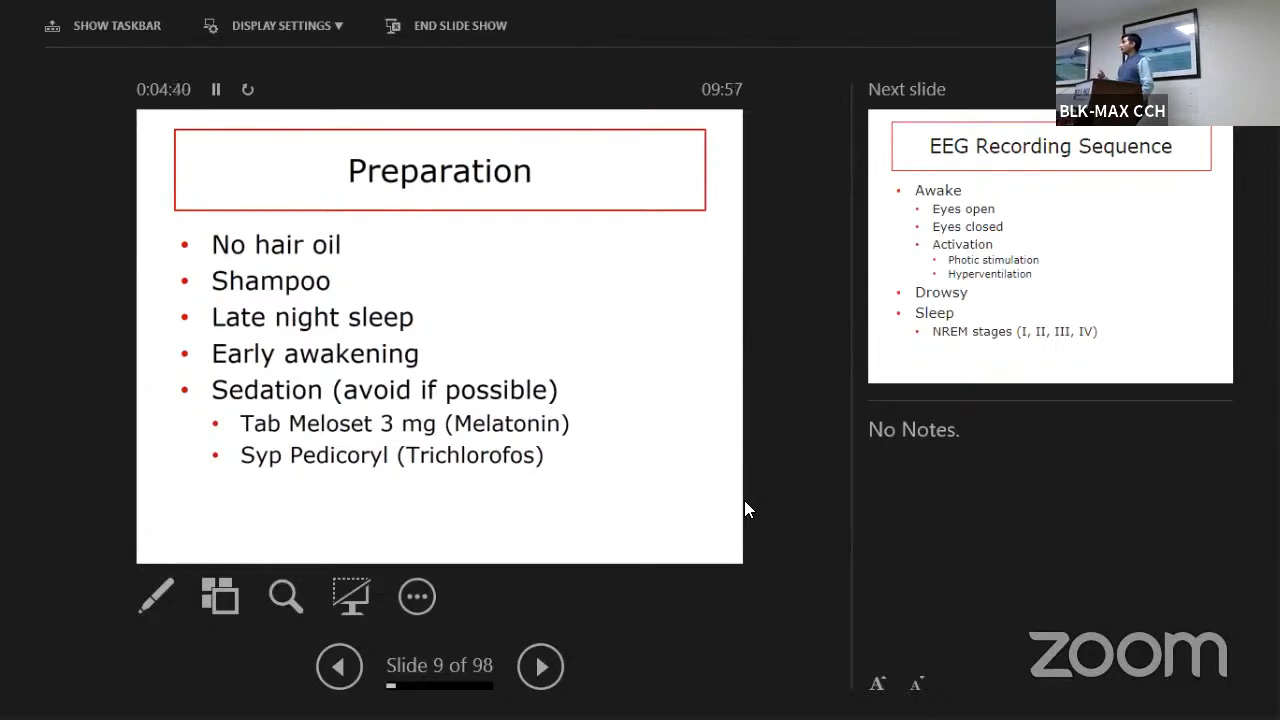 SHOW TASKBAR
DISPLAY SETTINGS ▼
END SLIDE SHOW
0:04:40
09:57
Preparation
• No hair oil
• Shampoo
• Late night sleep
• Early awakening
• Sedation (avoid if possible)
• Tab Meloset 3 mg (Melatonin)
• Syp Pedicoryl (Trichlorofos)
Slide 9 of 98
Next slide
BLK-MAX CCH
EEG Recording Sequence
• Awake
• Eyes open
• Eyes closed
• Activation
• Photic stimulation
• Hyperventilation
• Drowsy
• Sleep
• NREM stages (I, II, III, IV)
No Notes.
A A
zoom